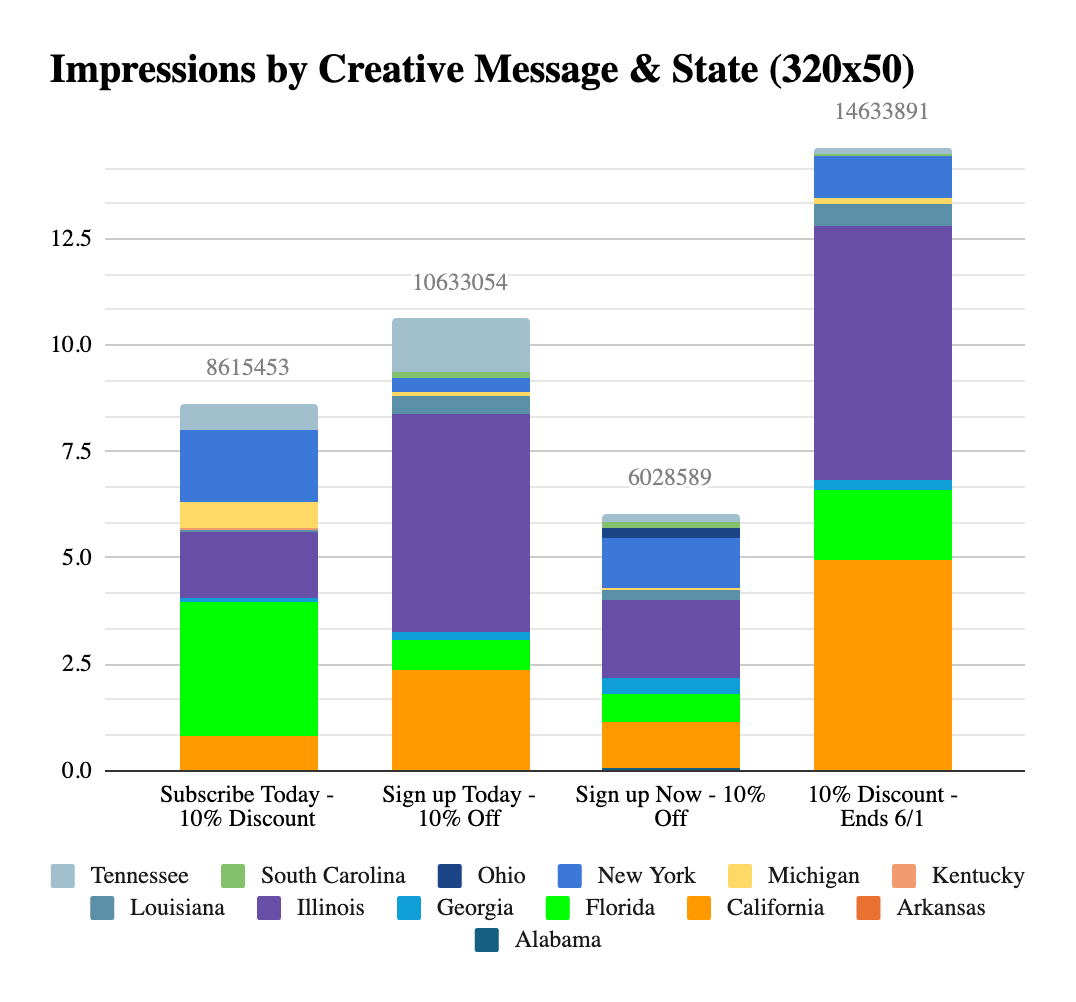 Impressions by Creative Message & State (320x50)
14633891
12.5
10633054
10.0
8615453
7.5
6028589
5.0
2.5
0.0
Subscribe Today -
10% Discount
Sign up Today -
10% Off
Sign up Now - 10%
Off
10% Discount -
Ends 6/1
Tennessee South Carolina Ohio New York Michigan Kentucky
Louisiana Illinois Georgia Florida California Arkansas
Alabama